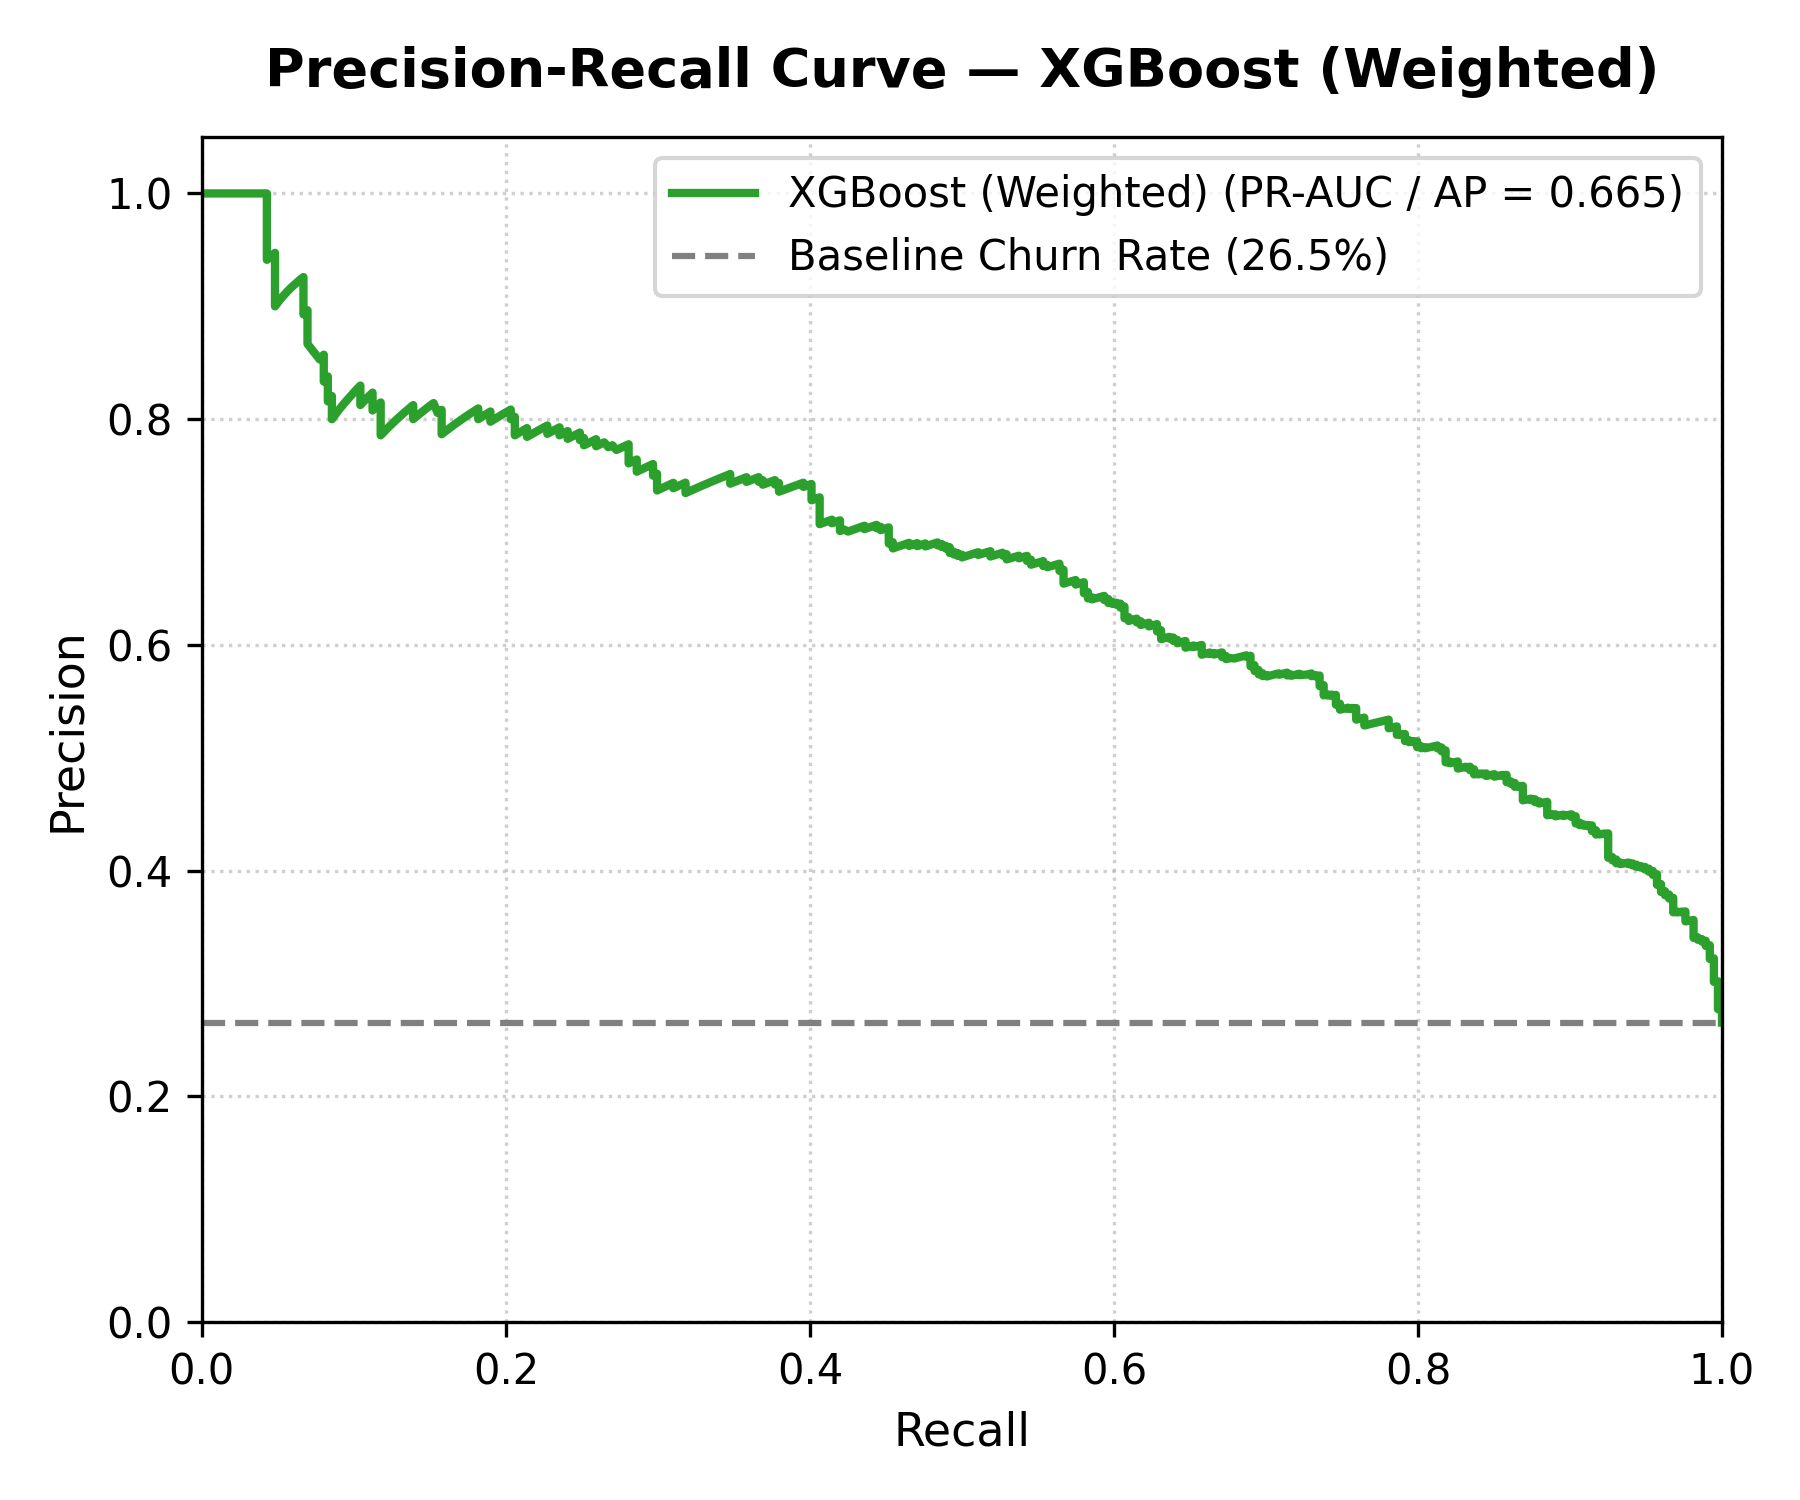 Precision-Recall Curve — XGBoost (Weighted)
XGBoost (Weighted) (PR-AUC / AP = 0.665)
Baseline Churn Rate (26.5%)
Precision
1.0
0.8
0.6
0.4
0.2
0.0
0.0 0.2 0.4 0.6 0.8 1.0
Recall